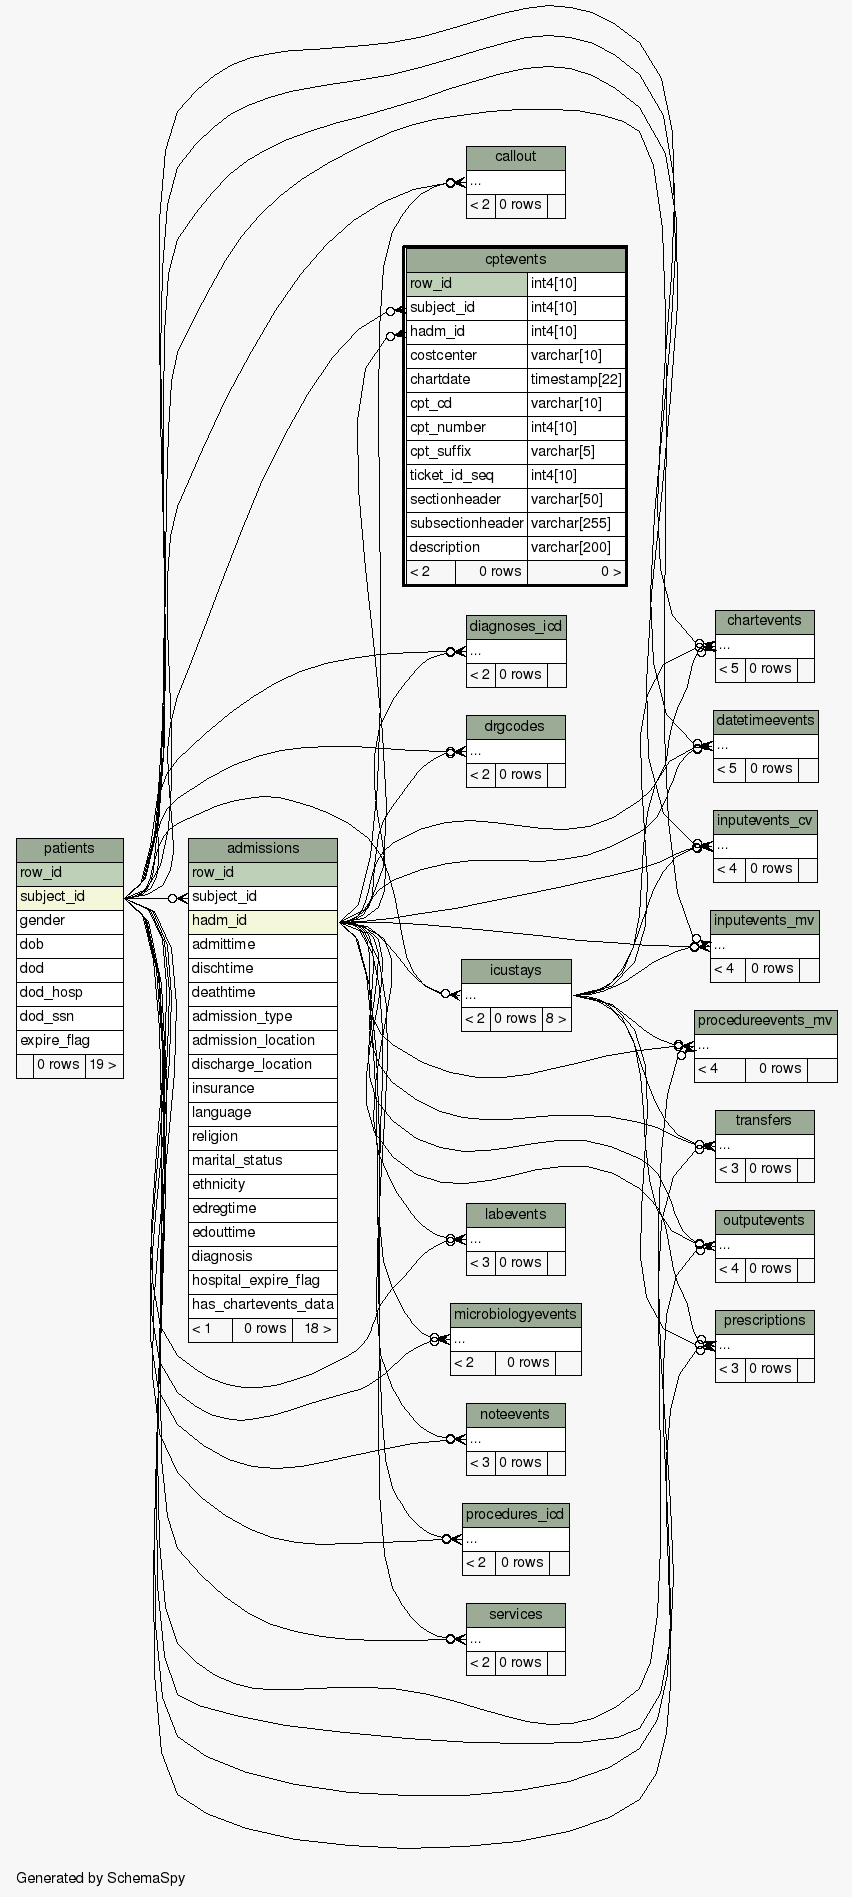 callout
...
< 2 0 rows
cptevents
row_id int4[10]
subject_id int4[10]
hadm_id int4[10]
costcenter varchar[10]
chartdate timestamp[22]
cpt_cd varchar[10]
cpt_number int4[10]
cpt_suffix varchar[5]
ticket_id_seq int4[10]
sectionheader varchar[50]
subsectionheader varchar[255]
description varchar[200]
< 2 0 rows 0 >
diagnoses_icd
...
< 2 0 rows
drgcodes
...
< 2 0 rows
chartevents
...
< 5 0 rows
datetimeevents
...
< 5 0 rows
inputevents_cv
...
< 4 0 rows
inputevents_mv
...
< 4 0 rows
patients
row_id
subject_id
gender
dob
dod
dod_hosp
dod_ssn
expire_flag
0 rows 19 >
admissions
row_id
subject_id
hadm_id
admittime
dischtime
deathtime
admission_type
admission_location
discharge_location
insurance
language
religion
marital_status
ethnicity
edregtime
edouttime
diagnosis
hospital_expire_flag
has_chartevents_data
< 1 0 rows 18 >
icustays
...
< 2 0 rows 8 >
procedureevents_mv
...
< 4 0 rows
transfers
...
< 3 0 rows
outputevents
...
< 4 0 rows
prescriptions
...
< 3 0 rows
labevents
...
< 3 0 rows
microbiologyevents
...
< 2 0 rows
noteevents
...
< 3 0 rows
procedures_icd
...
< 2 0 rows
services
...
< 2 0 rows
Generated by SchemaSpy